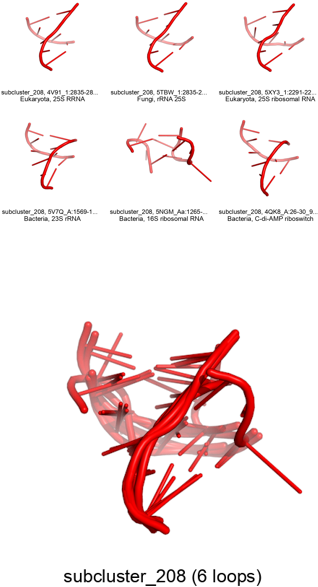 subcluster_208, 4V91_1:2835-28...
Eukaryota, 25S RRNA
subcluster_208, 5TBW_1:2835-2...
Fungi, rRNA 25S
subcluster_208, 5XY3_1:2291-22...
Eukaryota, 25S ribosomal RNA
subcluster_208, 5V7Q_A:1569-1...
Bacteria, 23S rRNA
subcluster_208, 5NGM_Aa:1265-...
Bacteria, 16S ribosomal RNA
subcluster_208, 4QK8_A:26-30_9...
Bacteria, C-di-AMP riboswitch
subcluster_208 (6 loops)